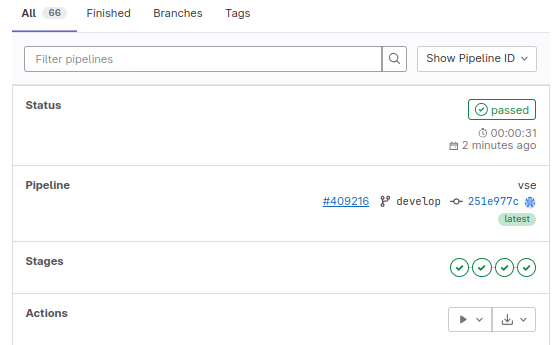 All 66 Finished Branches Tags
Filter pipelines Show Pipeline ID
Status passed
00:00:31
2 minutes ago
Pipeline vse
#409216 develop 251e977c
latest
Stages
Actions